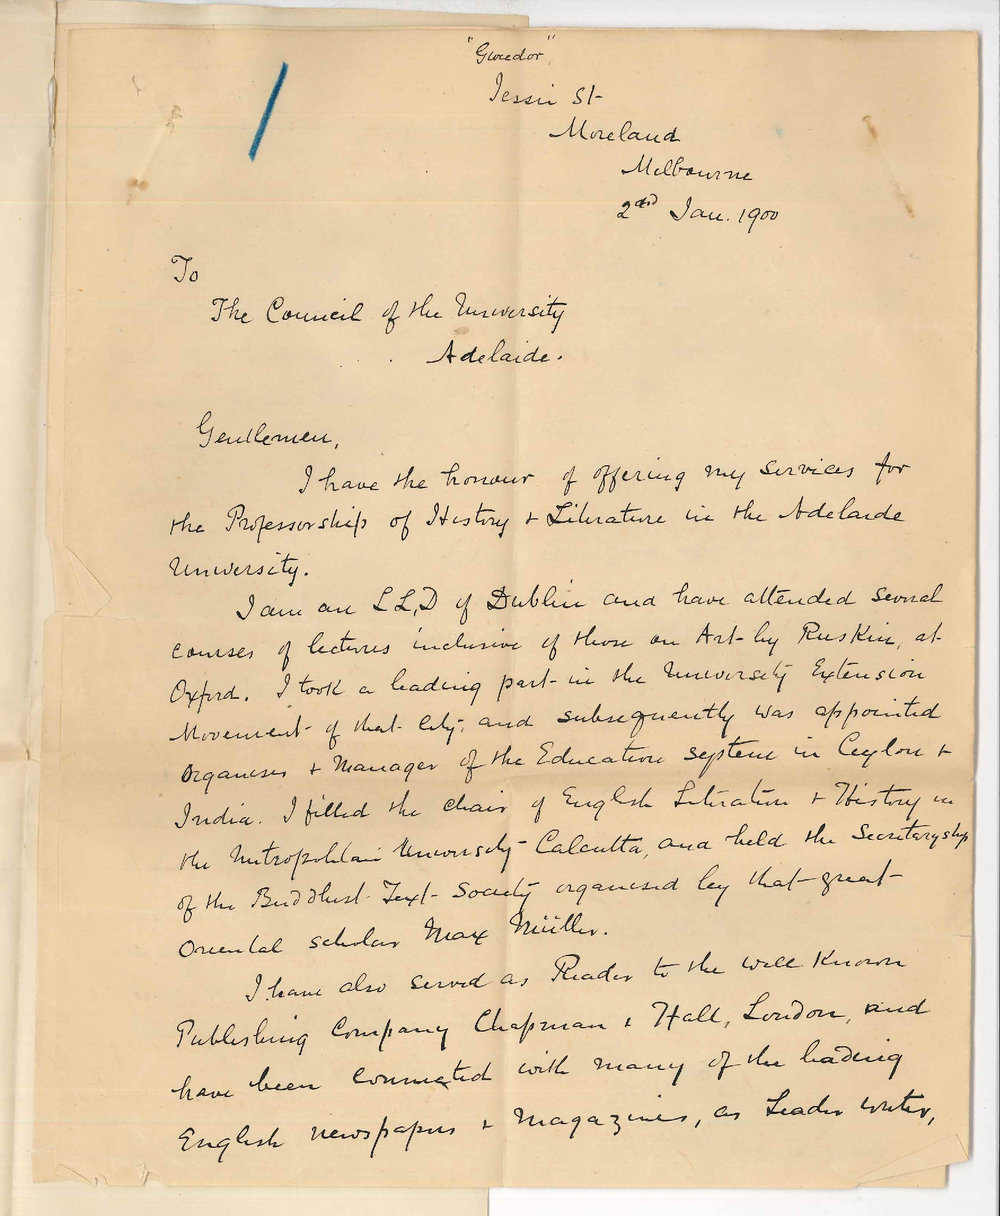 "Gweedor"
Jessie St
Moreland
Melbourne
2nd Jan. 1900
To
The Council of the University
Adelaide.
Gentlemen,
I have the honour of offering my services for
the Professorship of History & Literature in the Adelaide
University.
I am an LL,D of Dublin and have attended several
courses of lectures inclusive of those on Art by Ruskin, at
Oxford. I took a leading part in the University Extension
Movement of that City, and subsequently was appointed
Organiser & Manager of the Education system in Ceylon &
India. I filled the chair of English Literature & History in
the Metropolitan University Calcutta, and held the Secretaryship
of the Buddhist Text Society organised by that great
Oriental scholar Max Müller.
I have also served as Reader to the well known
Publishing Company Chapman & Hall, London, and
have been connected with many of the leading
English newspapers & Magazines, as Leader writer,